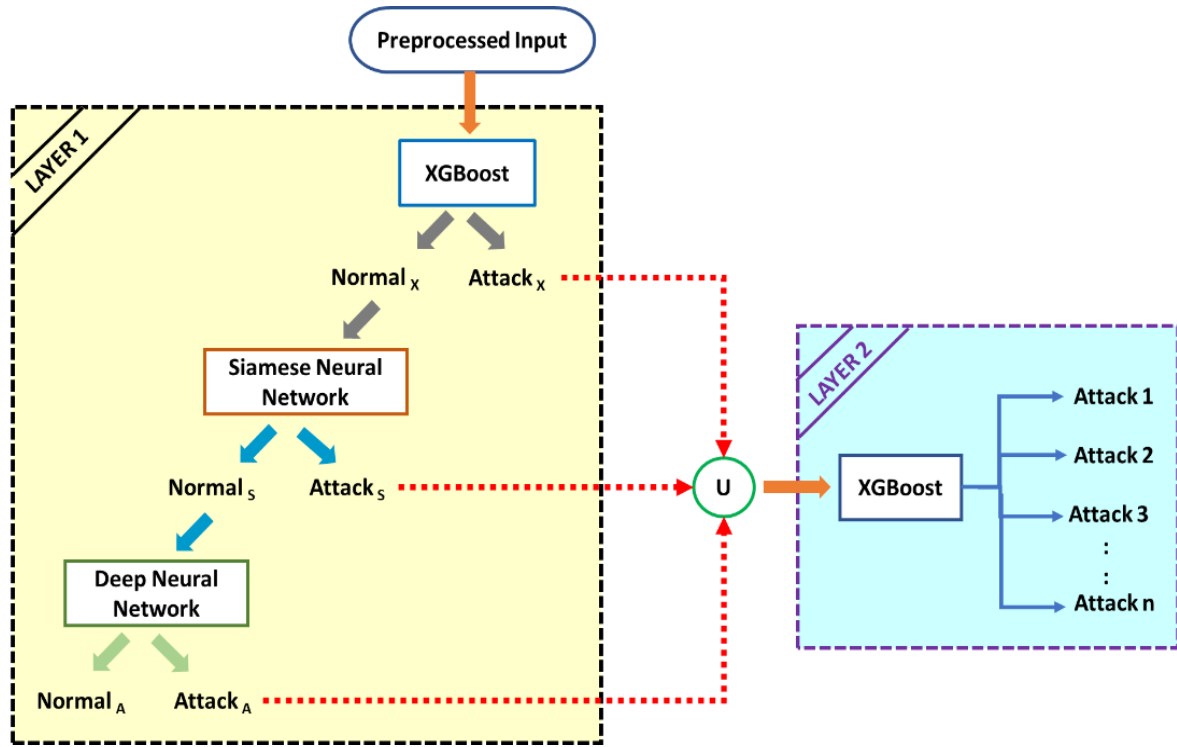 Preprocessed Input
LAYER 1
XGBoost
Normal X
Attack X
Siamese Neural
Network
Normal S
Attack S
Deep Neural
Network
Normal A
Attack A
U
LAYER 2
XGBoost
Attack 1
Attack 2
Attack 3
:
:
Attack n